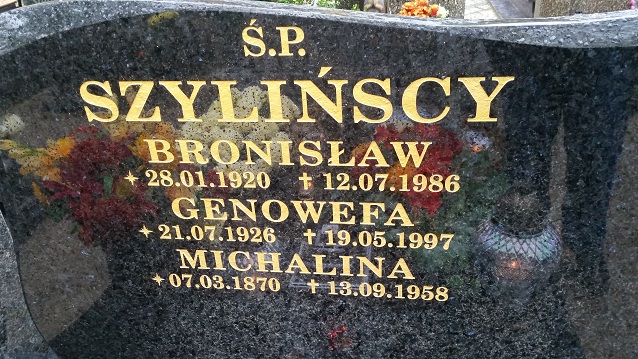 Ś.P.
SZYLIŃSCY
BRONISŁAW
✦ 28.01.1920 ✝ 12.07.1986
GENOWEFA
✦ 21.07.1926 ✝ 19.05.1997
MICHALINA
✦ 07.03.1870 ✝ 13.09.1958